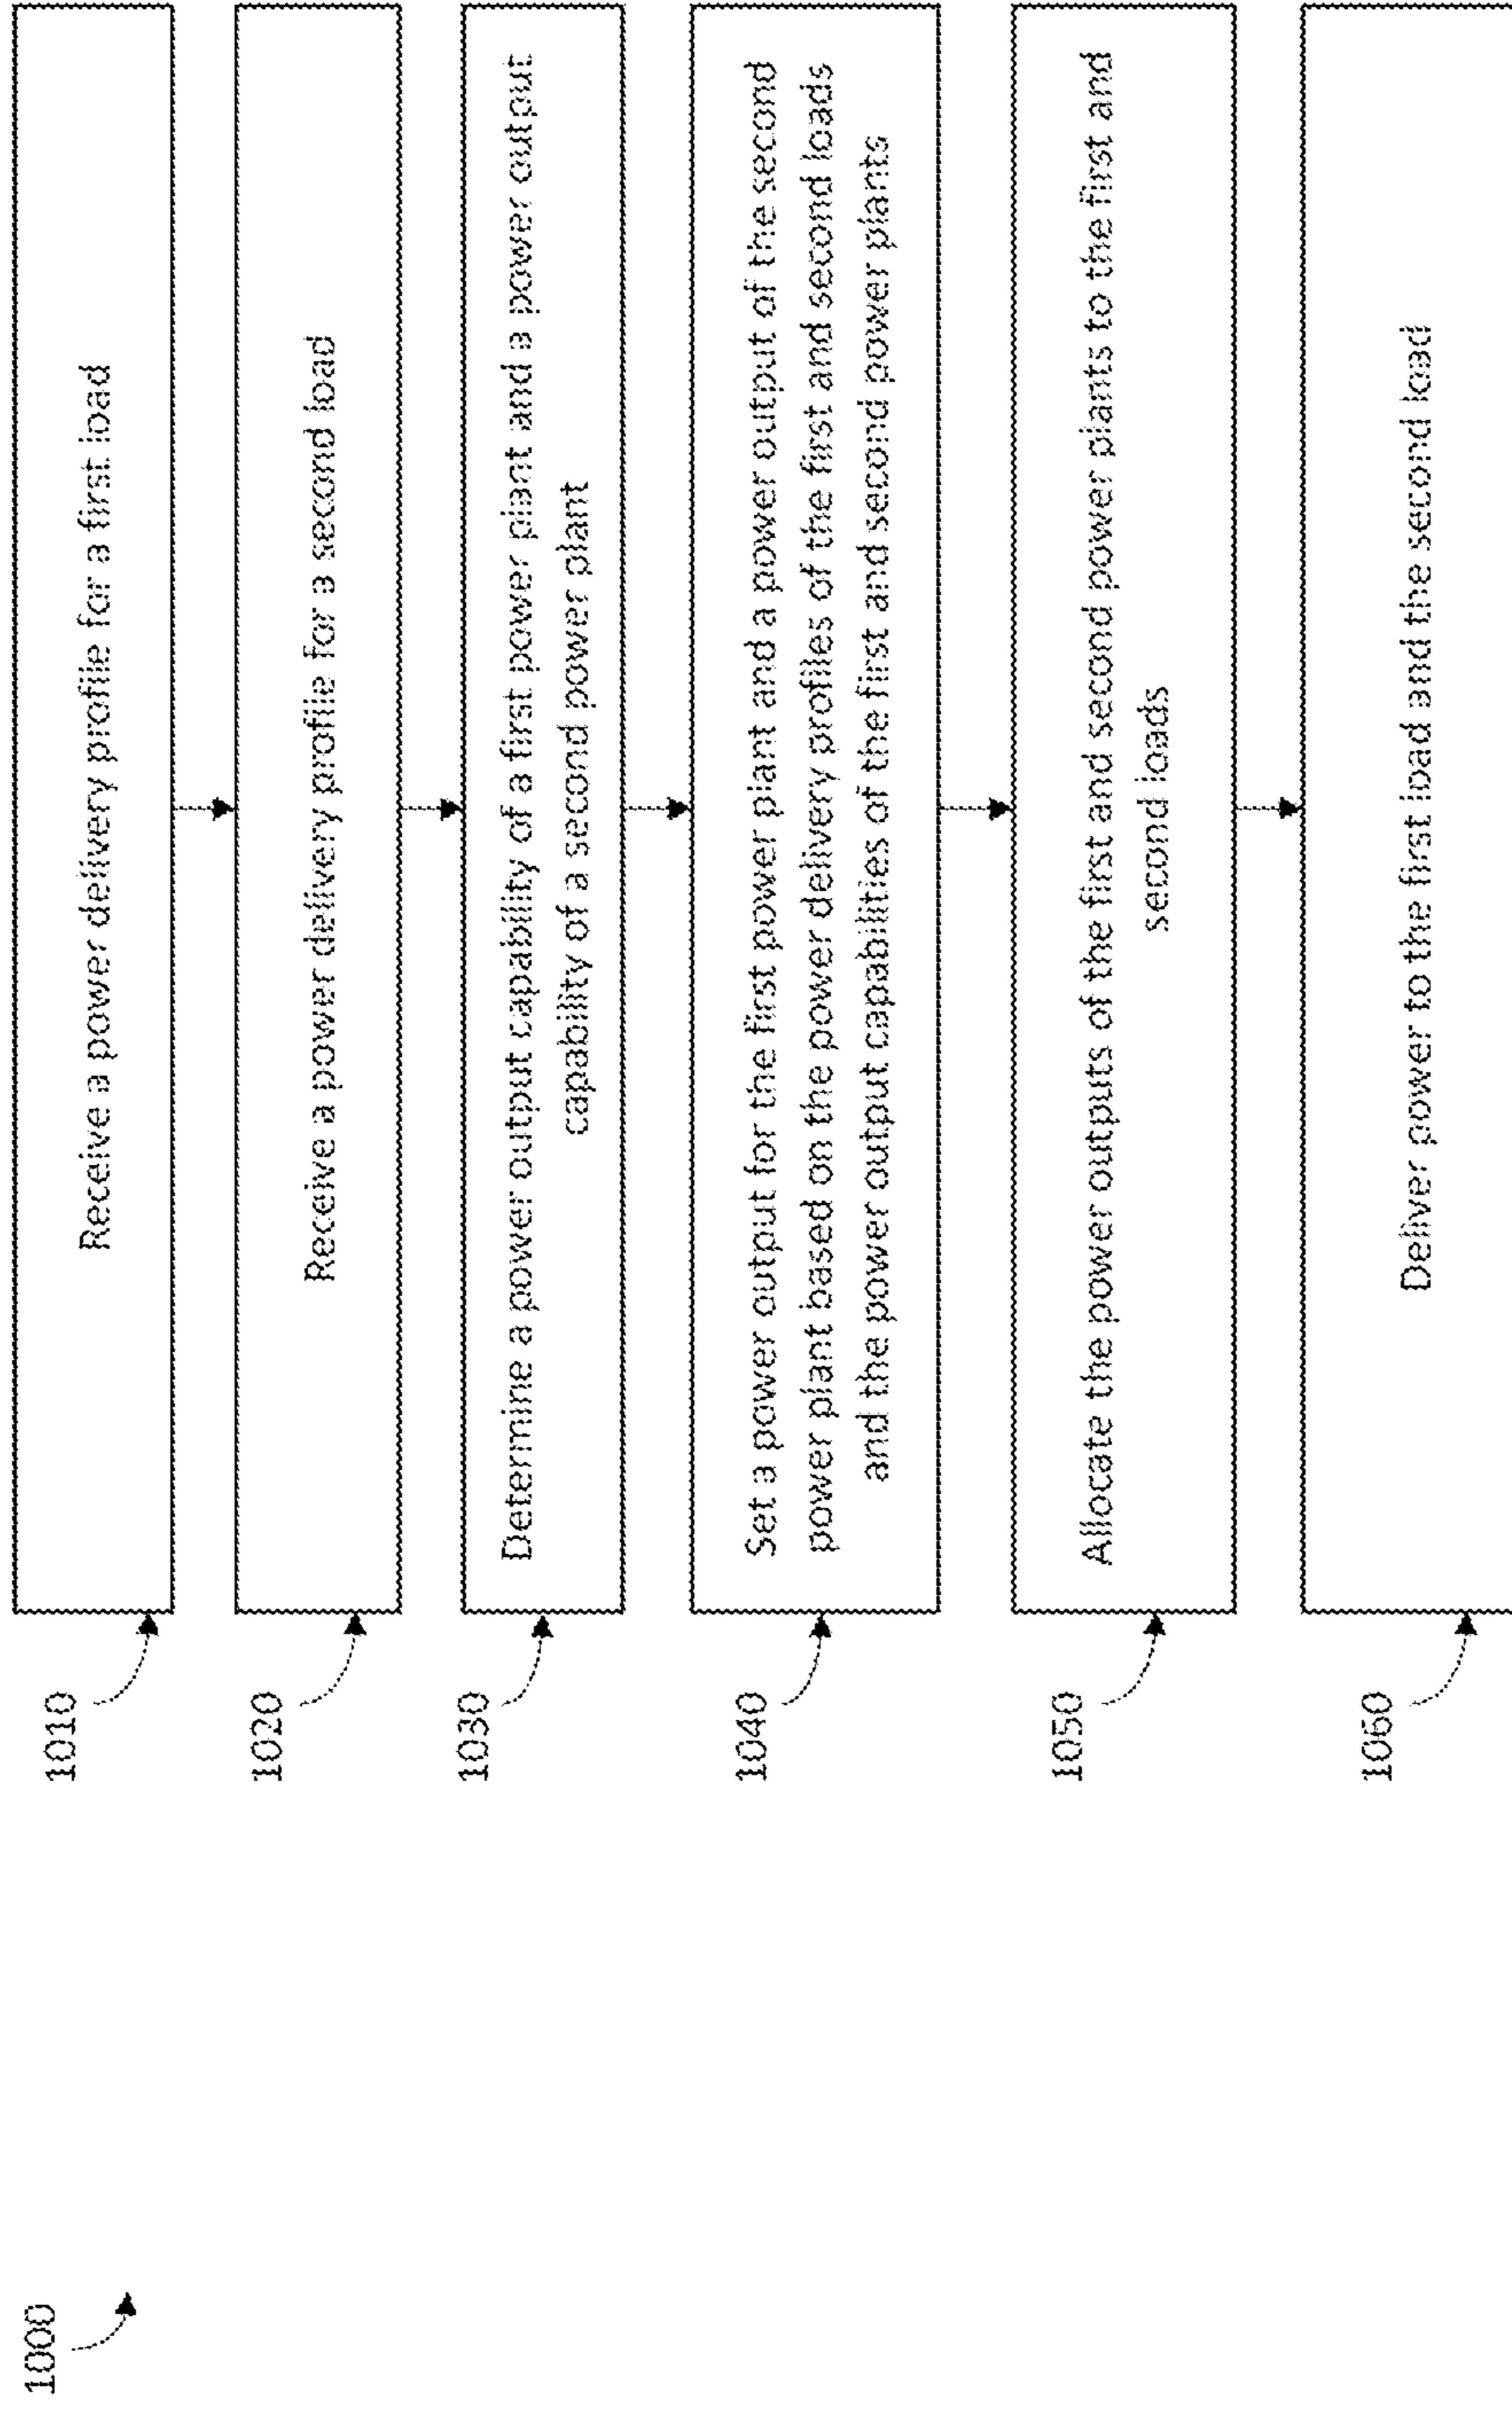 1000
1010
Receive a power delivery profile for a first load
1020
Receive a power delivery profile for a second load
1030
Determine a power output capability of a first power plant and a power output
capability of a second power plant
1040
Set a power output for the first power plant and a power output of the second
power plant based on the power delivery profiles of the first and second loads
and the power output capabilities of the first and second power plants
1050
Allocate the power outputs of the first and second power plants to the first and
second loads
1060
Deliver power to the first load and the second load